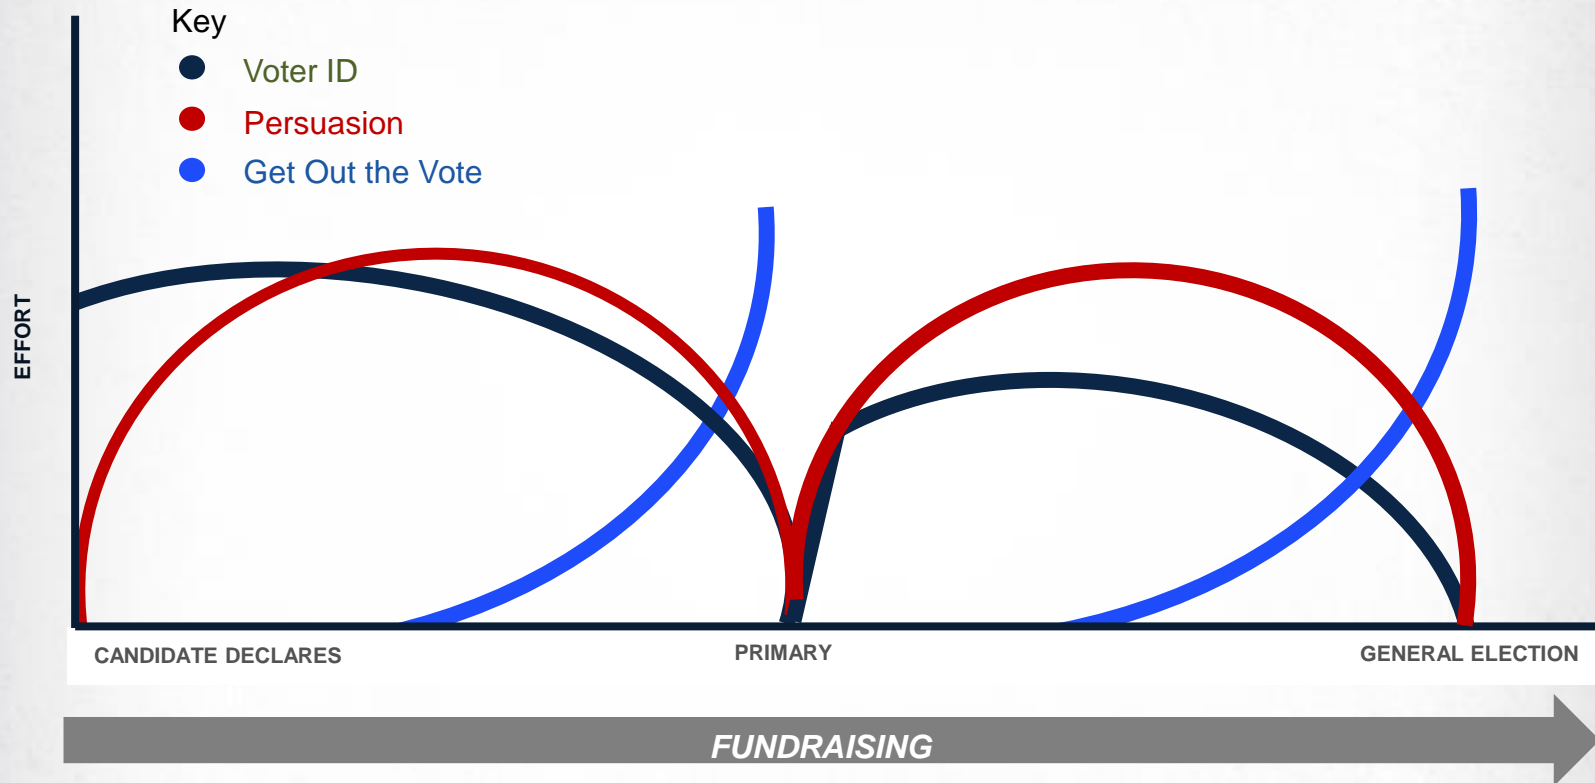 Key
Voter ID
Persuasion
Get Out the Vote
EFFORT
CANDIDATE DECLARES
PRIMARY
GENERAL ELECTION
FUNDRAISING